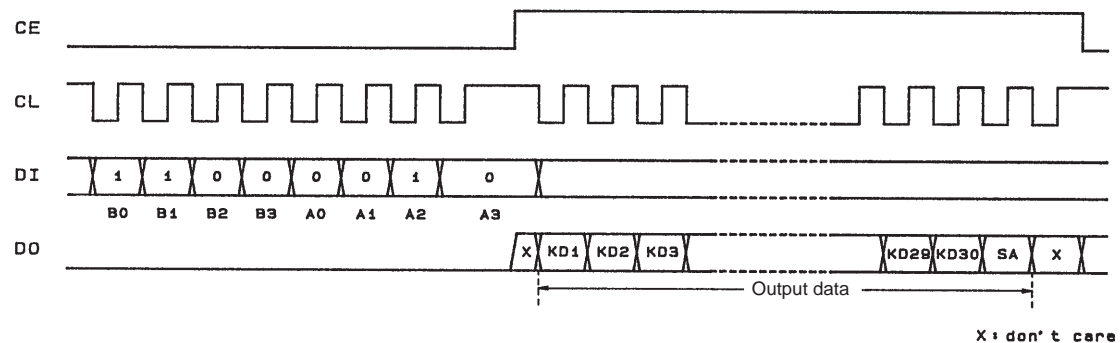 CE
CL
DI 1 1 0 0 0 0 1 0
B0 B1 B2 B3 A0 A1 A2 A3
DO X KD1 KD2 KD3 KD29 KD30 SA X
Output data
X: don't care